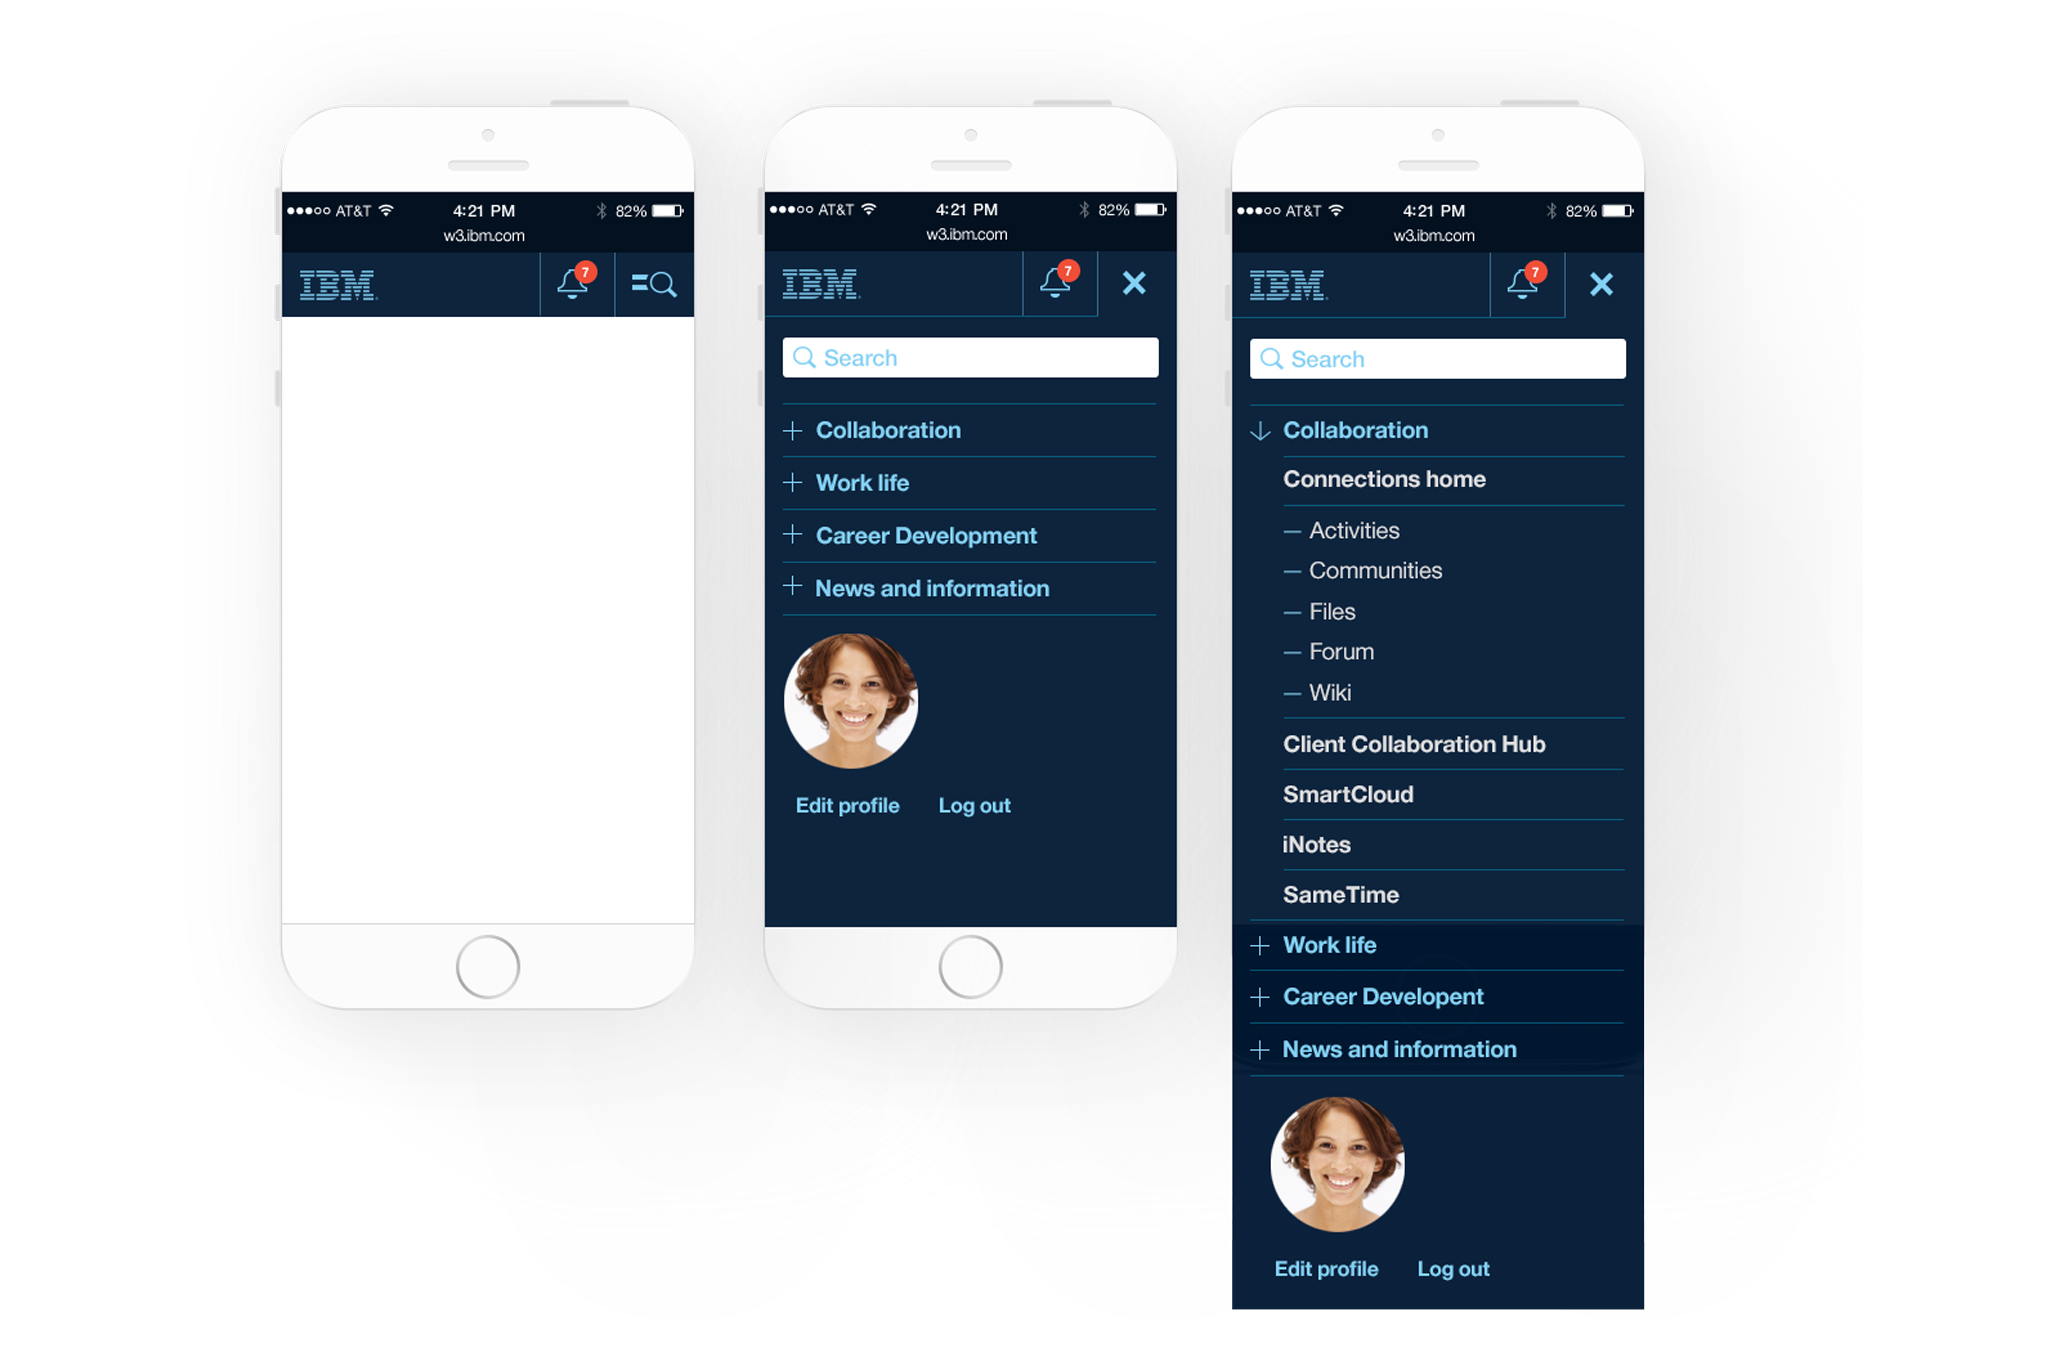 AT&T 4:21 PM 82%
w3.ibm.com
IBM 7
AT&T 4:21 PM 82%
w3.ibm.com
IBM 7
Search
Collaboration
Work life
Career Development
News and information
Edit profile Log out
AT&T 4:21 PM 82%
w3.ibm.com
IBM 7
Search
Collaboration
Connections home
— Activities
— Communities
— Files
— Forum
— Wiki
Client Collaboration Hub
SmartCloud
iNotes
SameTime
Work life
Career Developent
News and information
Edit profile Log out